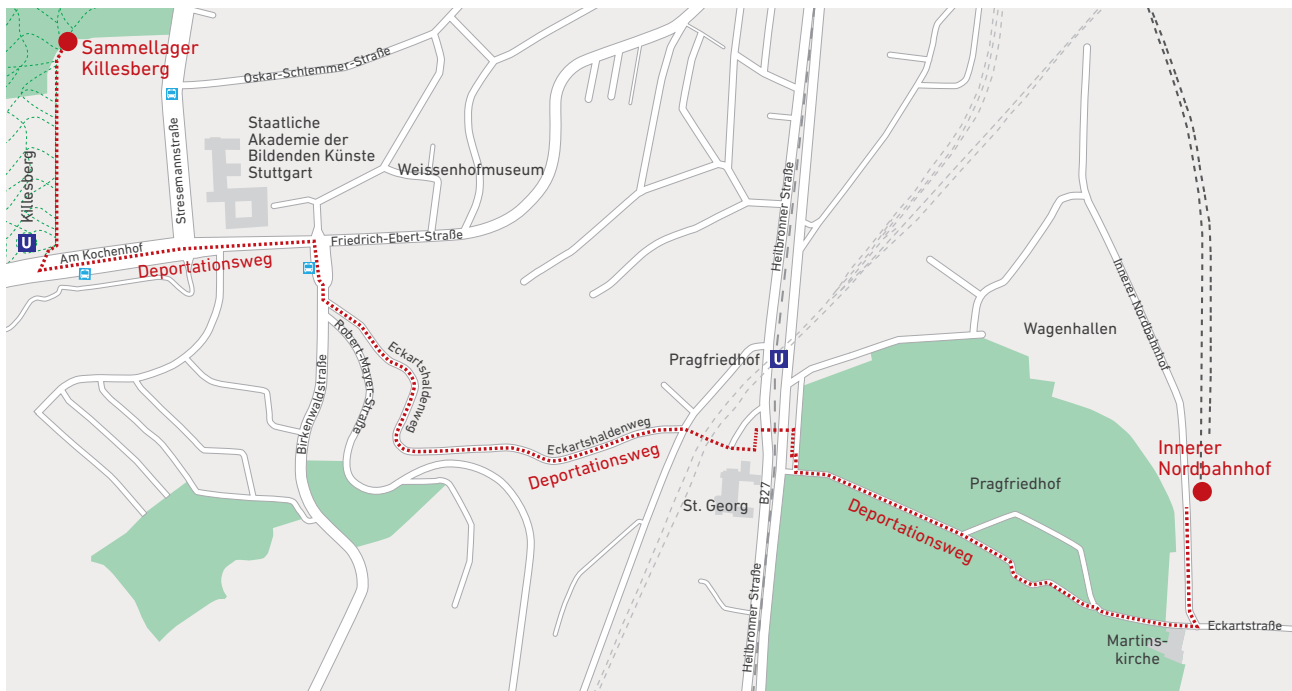 Sammellager
Killesberg
Oskar-Schlemmer-Straße
Staatliche
Akademie der
Bildenden Künste
Stuttgart
Weissenhofmuseum
Stresemannstraße
Killesberg
U
Am Kochenhof
Deportationsweg
Friedrich-Ebert-Straße
Heilbronner Straße
Innerer Nordbahnhof
Wagenhallen
Robert-Mayer-Straße
Eckartshaldenweg
Birkenwaldstraße
Pragfriedhof
U
Eckartshaldenweg
Deportationsweg
Innerer
Nordbahnhof
St. Georg
B27
Pragfriedhof
Deportationsweg
Heilbronner Straße
Eckartstraße
Martins-
kirche